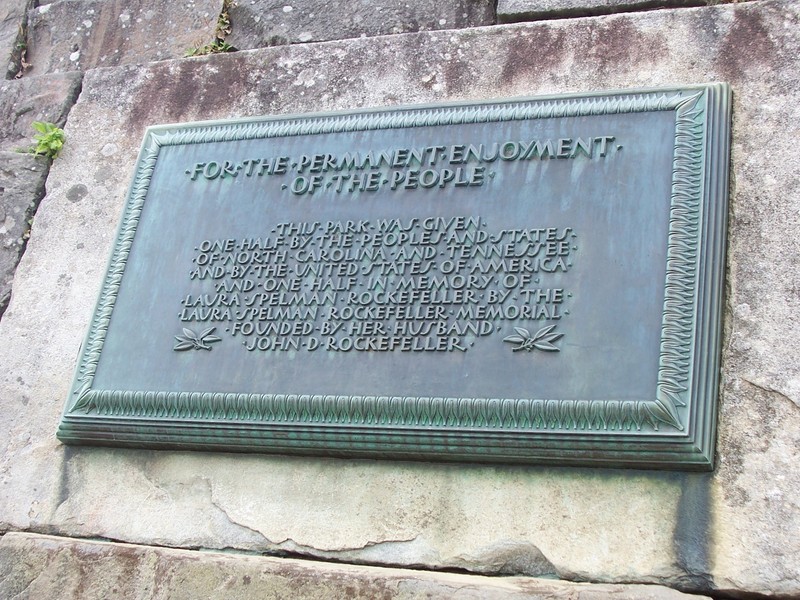 ·FOR·THE·PERMANENT·ENJOYMENT·
·OF·THE·PEOPLE·
·THIS·PARK·WAS·GIVEN·
·ONE·HALF·BY·THE·PEOPLES·AND·STATES·
·OF·NORTH·CAROLINA·AND·TENNESSEE·
·AND·BY·THE·UNITED·STATES·OF·AMERICA·
·AND·ONE·HALF·IN·MEMORY·OF·
·LAURA·SPELMAN·ROCKEFELLER·BY·THE·
·LAURA·SPELMAN·ROCKEFELLER·MEMORIAL·
·FOUNDED·BY·HER·HUSBAND·
·JOHN·D·ROCKEFELLER·